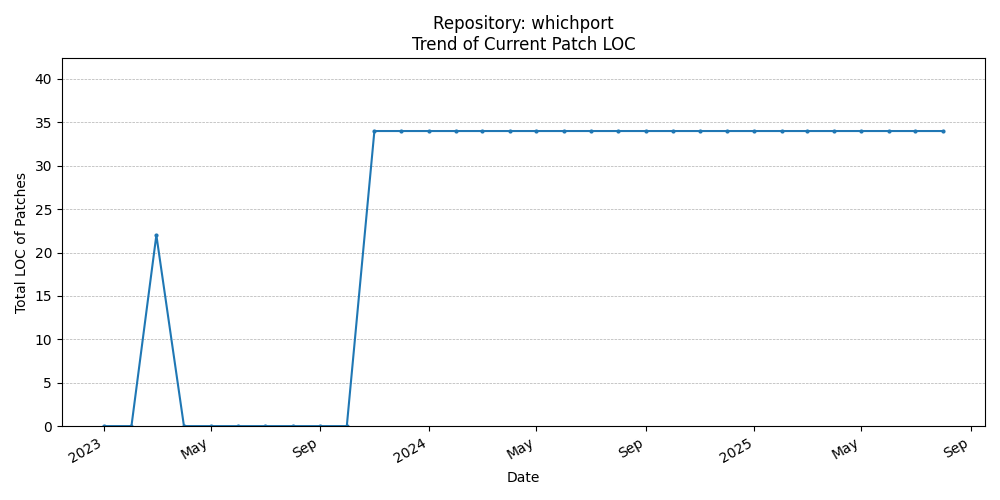 Repository: whichport
Trend of Current Patch LOC
Total LOC of Patches
40
35
30
25
20
15
10
5
0
2023
May
Sep
2024
May
Sep
2025
May
Sep
Date